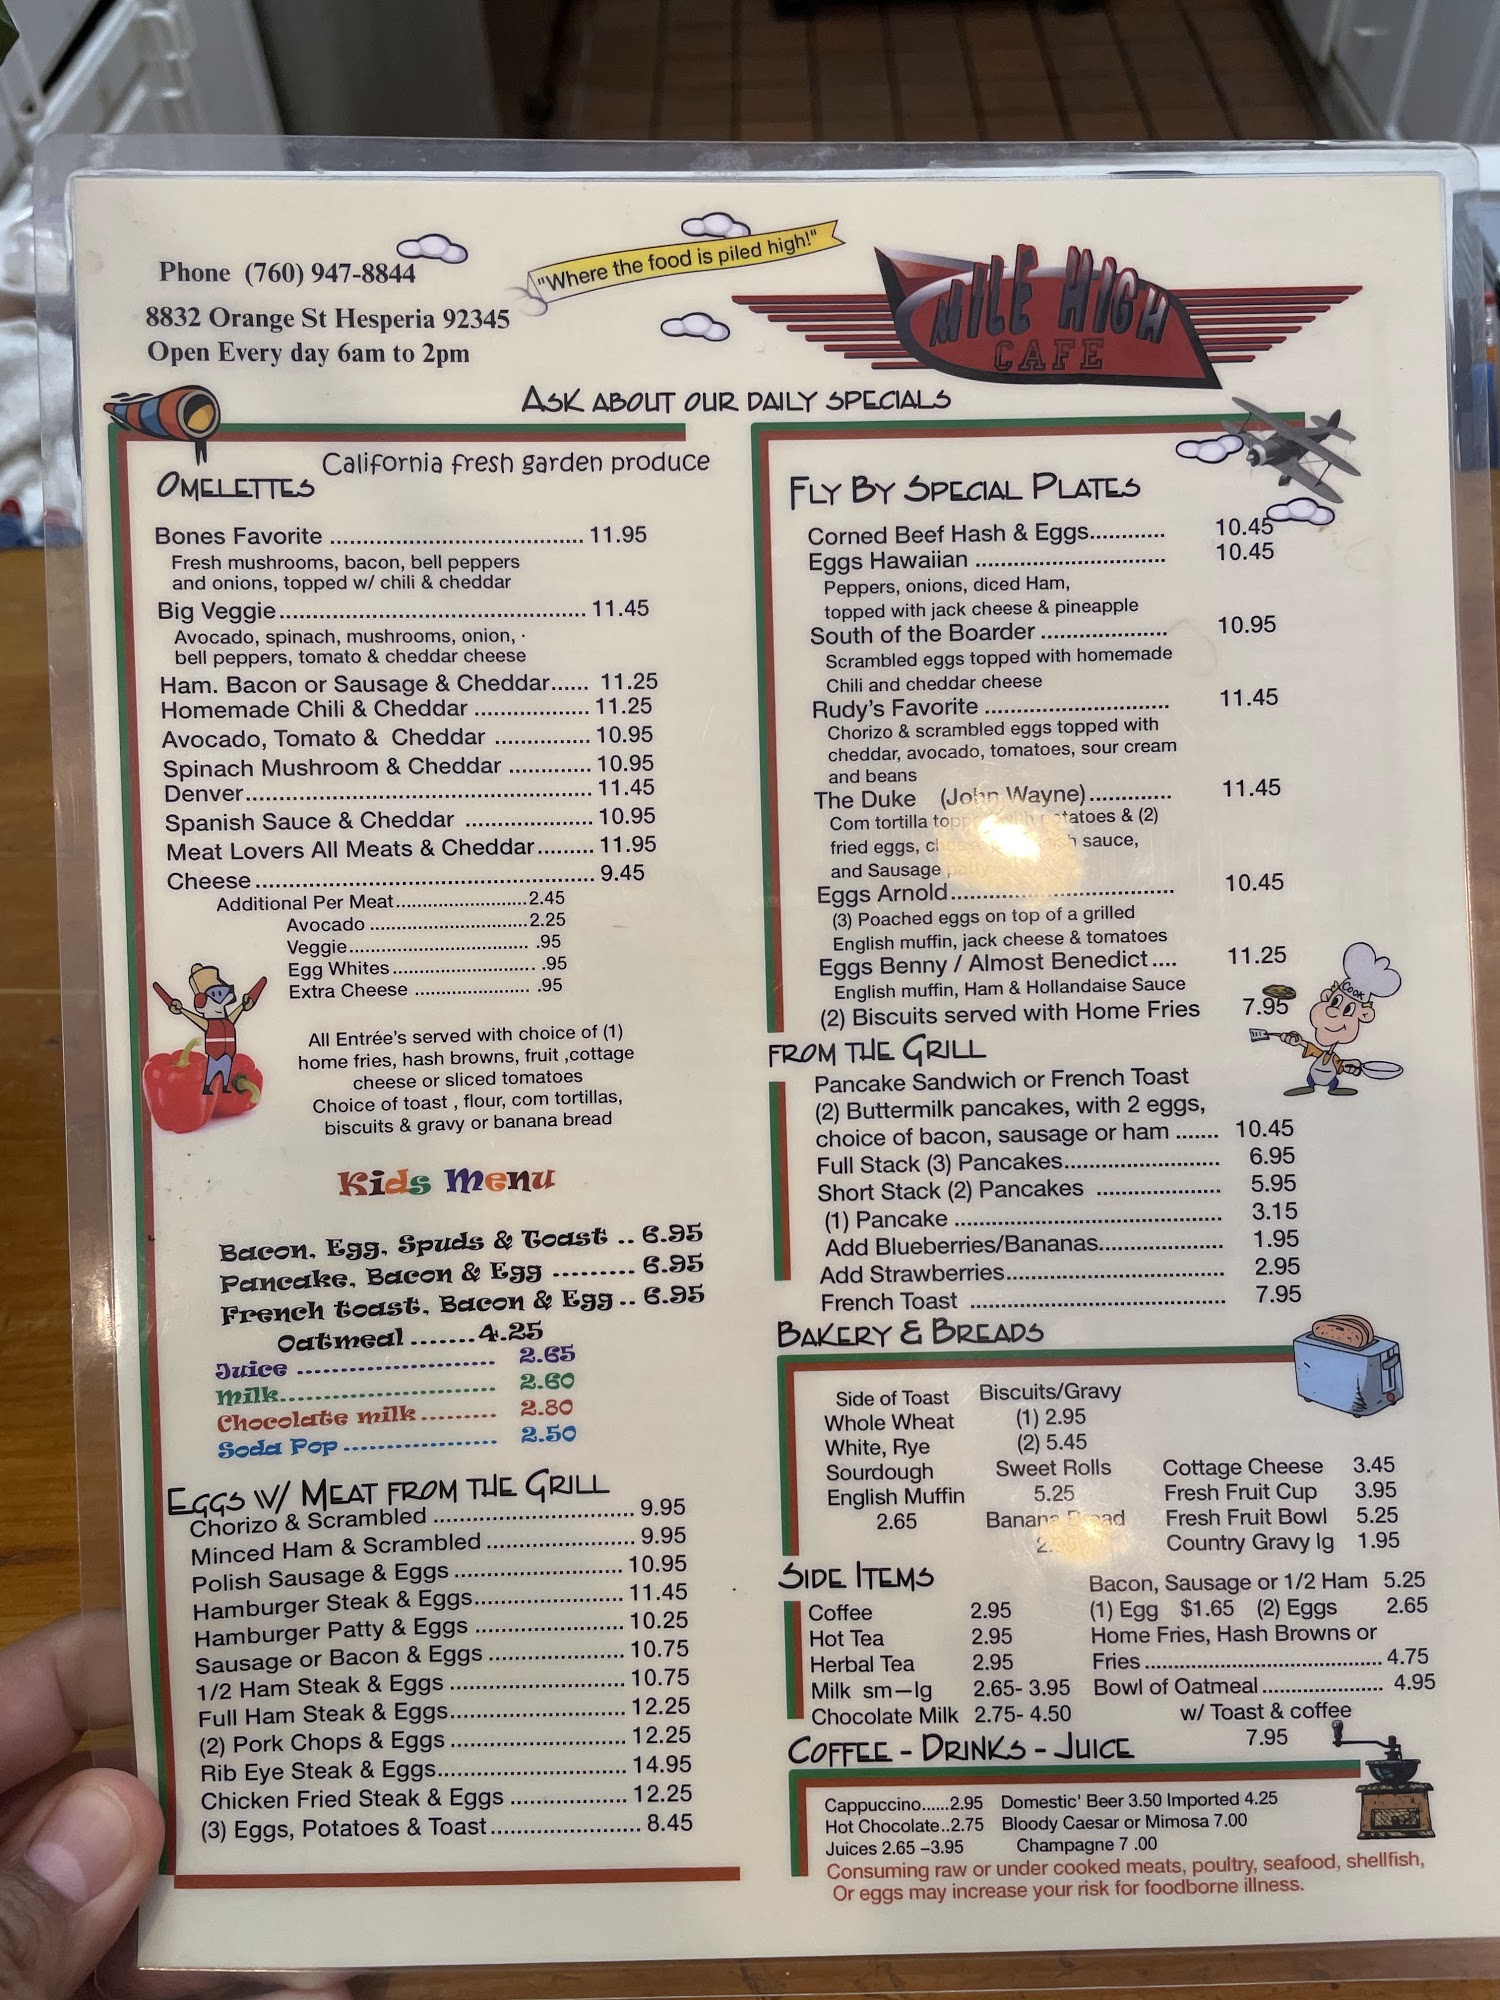 Phone (760) 947-8844
8832 Orange St Hesperia 92345
Open Every day 6am to 2pm
"Where the food is piled high!"
MILE HIGH
CAFE
ASK ABOUT OUR DAILY SPECIALS
California fresh garden produce
OMELETTES
Bones Favorite ...................................... 11.95
Fresh mushrooms, bacon, bell peppers
and onions, topped w/ chili & cheddar
Big Veggie.............................................. 11.45
Avocado, spinach, mushrooms, onion,
bell peppers, tomato & cheddar cheese
Ham. Bacon or Sausage & Cheddar...... 11.25
Homemade Chili & Cheddar ................. 11.25
Avocado, Tomato & Cheddar ............... 10.95
Spinach Mushroom & Cheddar ............ 10.95
Denver.................................................... 11.45
Spanish Sauce & Cheddar ................... 10.95
Meat Lovers All Meats & Cheddar......... 11.95
Cheese................................................... 9.45
Additional Per Meat.......................2.45
Avocado ............................2.25
Veggie................................ .95
Egg Whites......................... .95
Extra Cheese ..................... .95
All Entrée's served with choice of (1)
home fries, hash browns, fruit ,cottage
cheese or sliced tomatoes
Choice of toast , flour, corn tortillas,
biscuits & gravy or banana bread
Kids Menu
Bacon, Egg, Spuds & Toast .. 6.95
Pancake, Bacon & Egg ......... 6.95
French toast, Bacon & Egg .. 6.95
Oatmeal .......4.25
Juice ........................... 2.65
Milk............................. 2.60
Chocolate milk .......... 2.80
Soda Pop .................... 2.50
EGGS W/ MEAT FROM THE GRILL
Chorizo & Scrambled ............................... 9.95
Minced Ham & Scrambled ....................... 9.95
Polish Sausage & Eggs .......................... 10.95
Hamburger Steak & Eggs....................... 11.45
Hamburger Patty & Eggs ....................... 10.25
Sausage or Bacon & Eggs ..................... 10.75
1/2 Ham Steak & Eggs ........................... 10.75
Full Ham Steak & Eggs........................... 12.25
(2) Pork Chops & Eggs ........................... 12.25
Rib Eye Steak & Eggs............................. 14.95
Chicken Fried Steak & Eggs .................. 12.25
(3) Eggs, Potatoes & Toast....................... 8.45
FLY BY SPECIAL PLATES
Corned Beef Hash & Eggs............ 10.45
Eggs Hawaiian .............................. 10.45
Peppers, onions, diced Ham,
topped with jack cheese & pineapple
South of the Boarder .................... 10.95
Scrambled eggs topped with homemade
Chili and cheddar cheese
Rudy's Favorite ............................. 11.45
Chorizo & scrambled eggs topped with
cheddar, avocado, tomatoes, sour cream
and beans
The Duke (John Wayne)............. 11.45
Corn tortilla topped with potatoes & (2)
fried eggs, sauce,
and Sausage patty
Eggs Arnold................................... 10.45
(3) Poached eggs on top of a grilled
English muffin, jack cheese & tomatoes
Eggs Benny / Almost Benedict .... 11.25
English muffin, Ham & Hollandaise Sauce
(2) Biscuits served with Home Fries 7.95
COOK
FROM THE GRILL
Pancake Sandwich or French Toast
(2) Buttermilk pancakes, with 2 eggs,
choice of bacon, sausage or ham ....... 10.45
Full Stack (3) Pancakes......................... 6.95
Short Stack (2) Pancakes .................... 5.95
(1) Pancake ........................................... 3.15
Add Blueberries/Bananas.................... 1.95
Add Strawberries................................... 2.95
French Toast ......................................... 7.95
BAKERY & BREADS
Side of Toast
Whole Wheat
White, Rye
Sourdough
English Muffin
2.65
Biscuits/Gravy
(1) 2.95
(2) 5.45
Sweet Rolls
5.25
Banana Bread
Cottage Cheese 3.45
Fresh Fruit Cup 3.95
Fresh Fruit Bowl 5.25
Country Gravy lg 1.95
SIDE ITEMS
Coffee 2.95
Hot Tea 2.95
Herbal Tea 2.95
Milk sm—lg 2.65- 3.95
Chocolate Milk 2.75- 4.50
Bacon, Sausage or 1/2 Ham 5.25
(1) Egg $1.65 (2) Eggs 2.65
Home Fries, Hash Browns or
Fries ........................................ 4.75
Bowl of Oatmeal .................... 4.95
w/ Toast & coffee
7.95
COFFEE - DRINKS - JUICE
Cappuccino......2.95
Hot Chocolate..2.75
Juices 2.65 –3.95
Domestic' Beer 3.50 Imported 4.25
Bloody Caesar or Mimosa 7.00
Champagne 7 .00
Consuming raw or under cooked meats, poultry, seafood, shellfish,
Or eggs may increase your risk for foodborne illness.